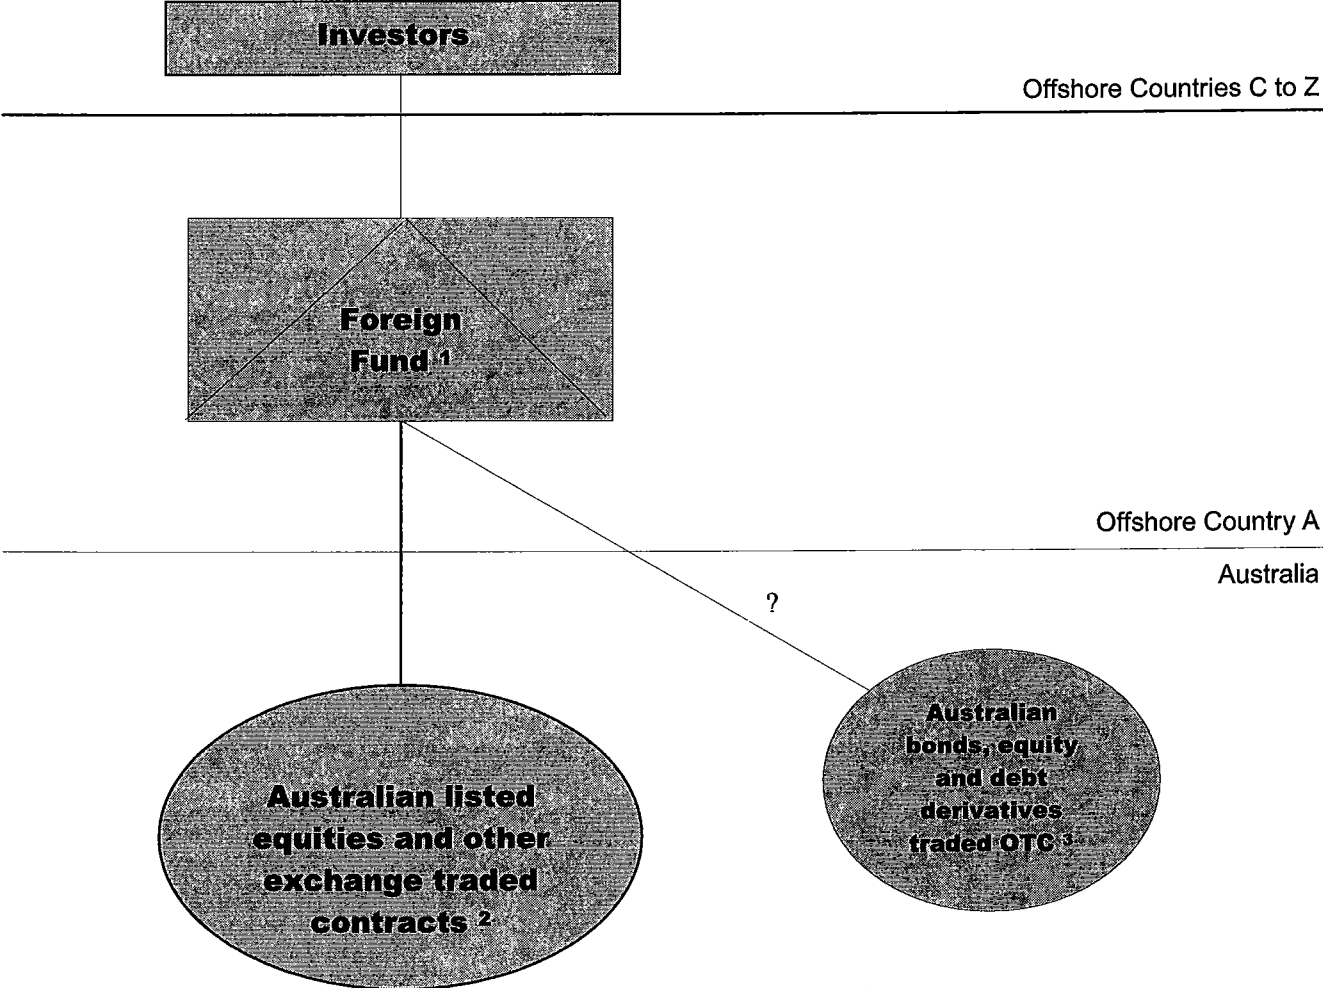 Investors
Offshore Countries C to Z
Foreign
Fund 1
Offshore Country A
Australia
?
Australian
bonds, equity
and debt
derivatives
traded OTC 3
Australian listed
equities and other
exchange traded
contracts 2